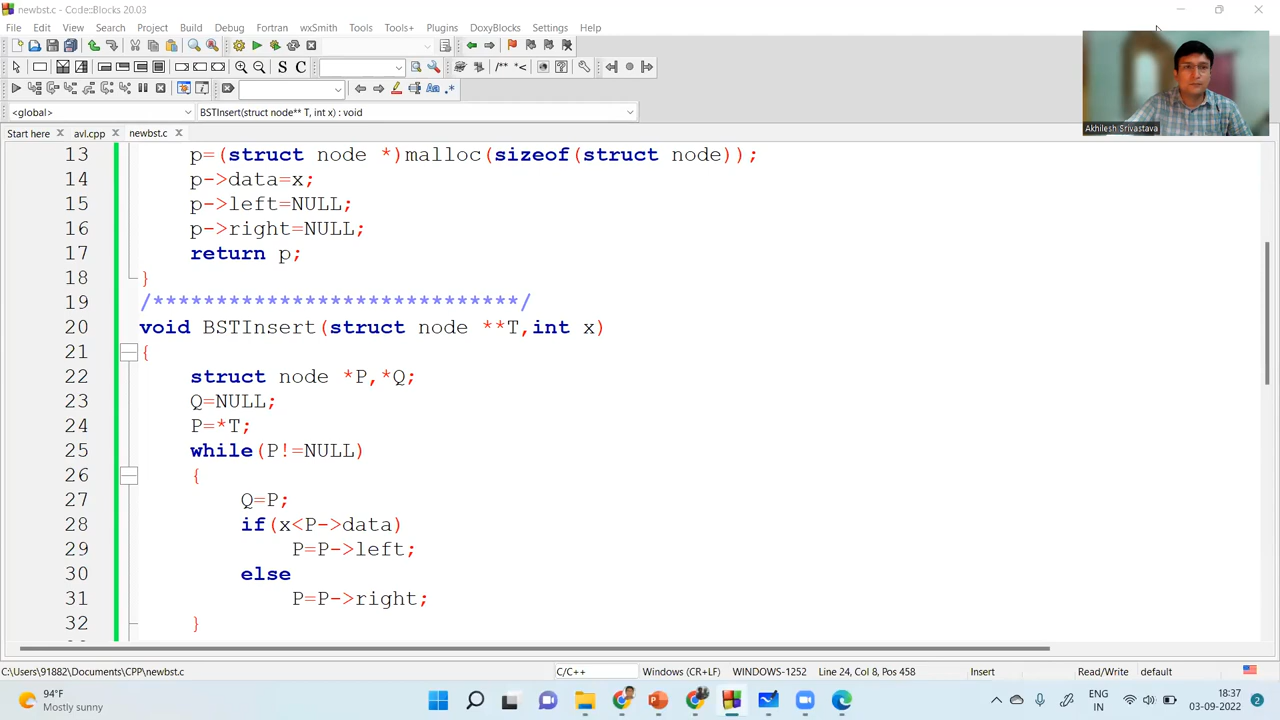 newbst.c - Code::Blocks 20.03
File Edit View Search Project Build Debug Fortran wxSmith Tools Tools+ Plugins DoxyBlocks Settings Help
S C /** *<
Aa .*
<global> BSTInsert(struct node** T, int x) : void
Start here avl.cpp newbst.c
Akhilesh Srivastava
13 p=(struct node *)malloc(sizeof(struct node));
14 p->data=x;
15 p->left=NULL;
16 p->right=NULL;
17 return p;
18 }
19 /*****************************/
20 void BSTInsert(struct node **T,int x)
21 {
22 struct node *P,*Q;
23 Q=NULL;
24 P=*T;
25 while(P!=NULL)
26 {
27 Q=P;
28 if(x<P->data)
29 P=P->left;
30 else
31 P=P->right;
32 }
C:\Users\91882\Documents\CPP\newbst.c C/C++ Windows (CR+LF) WINDOWS-1252 Line 24, Col 8, Pos 458 Insert Read/Write default
94°F
Mostly sunny
ENG
IN
18:37
03-09-2022
2